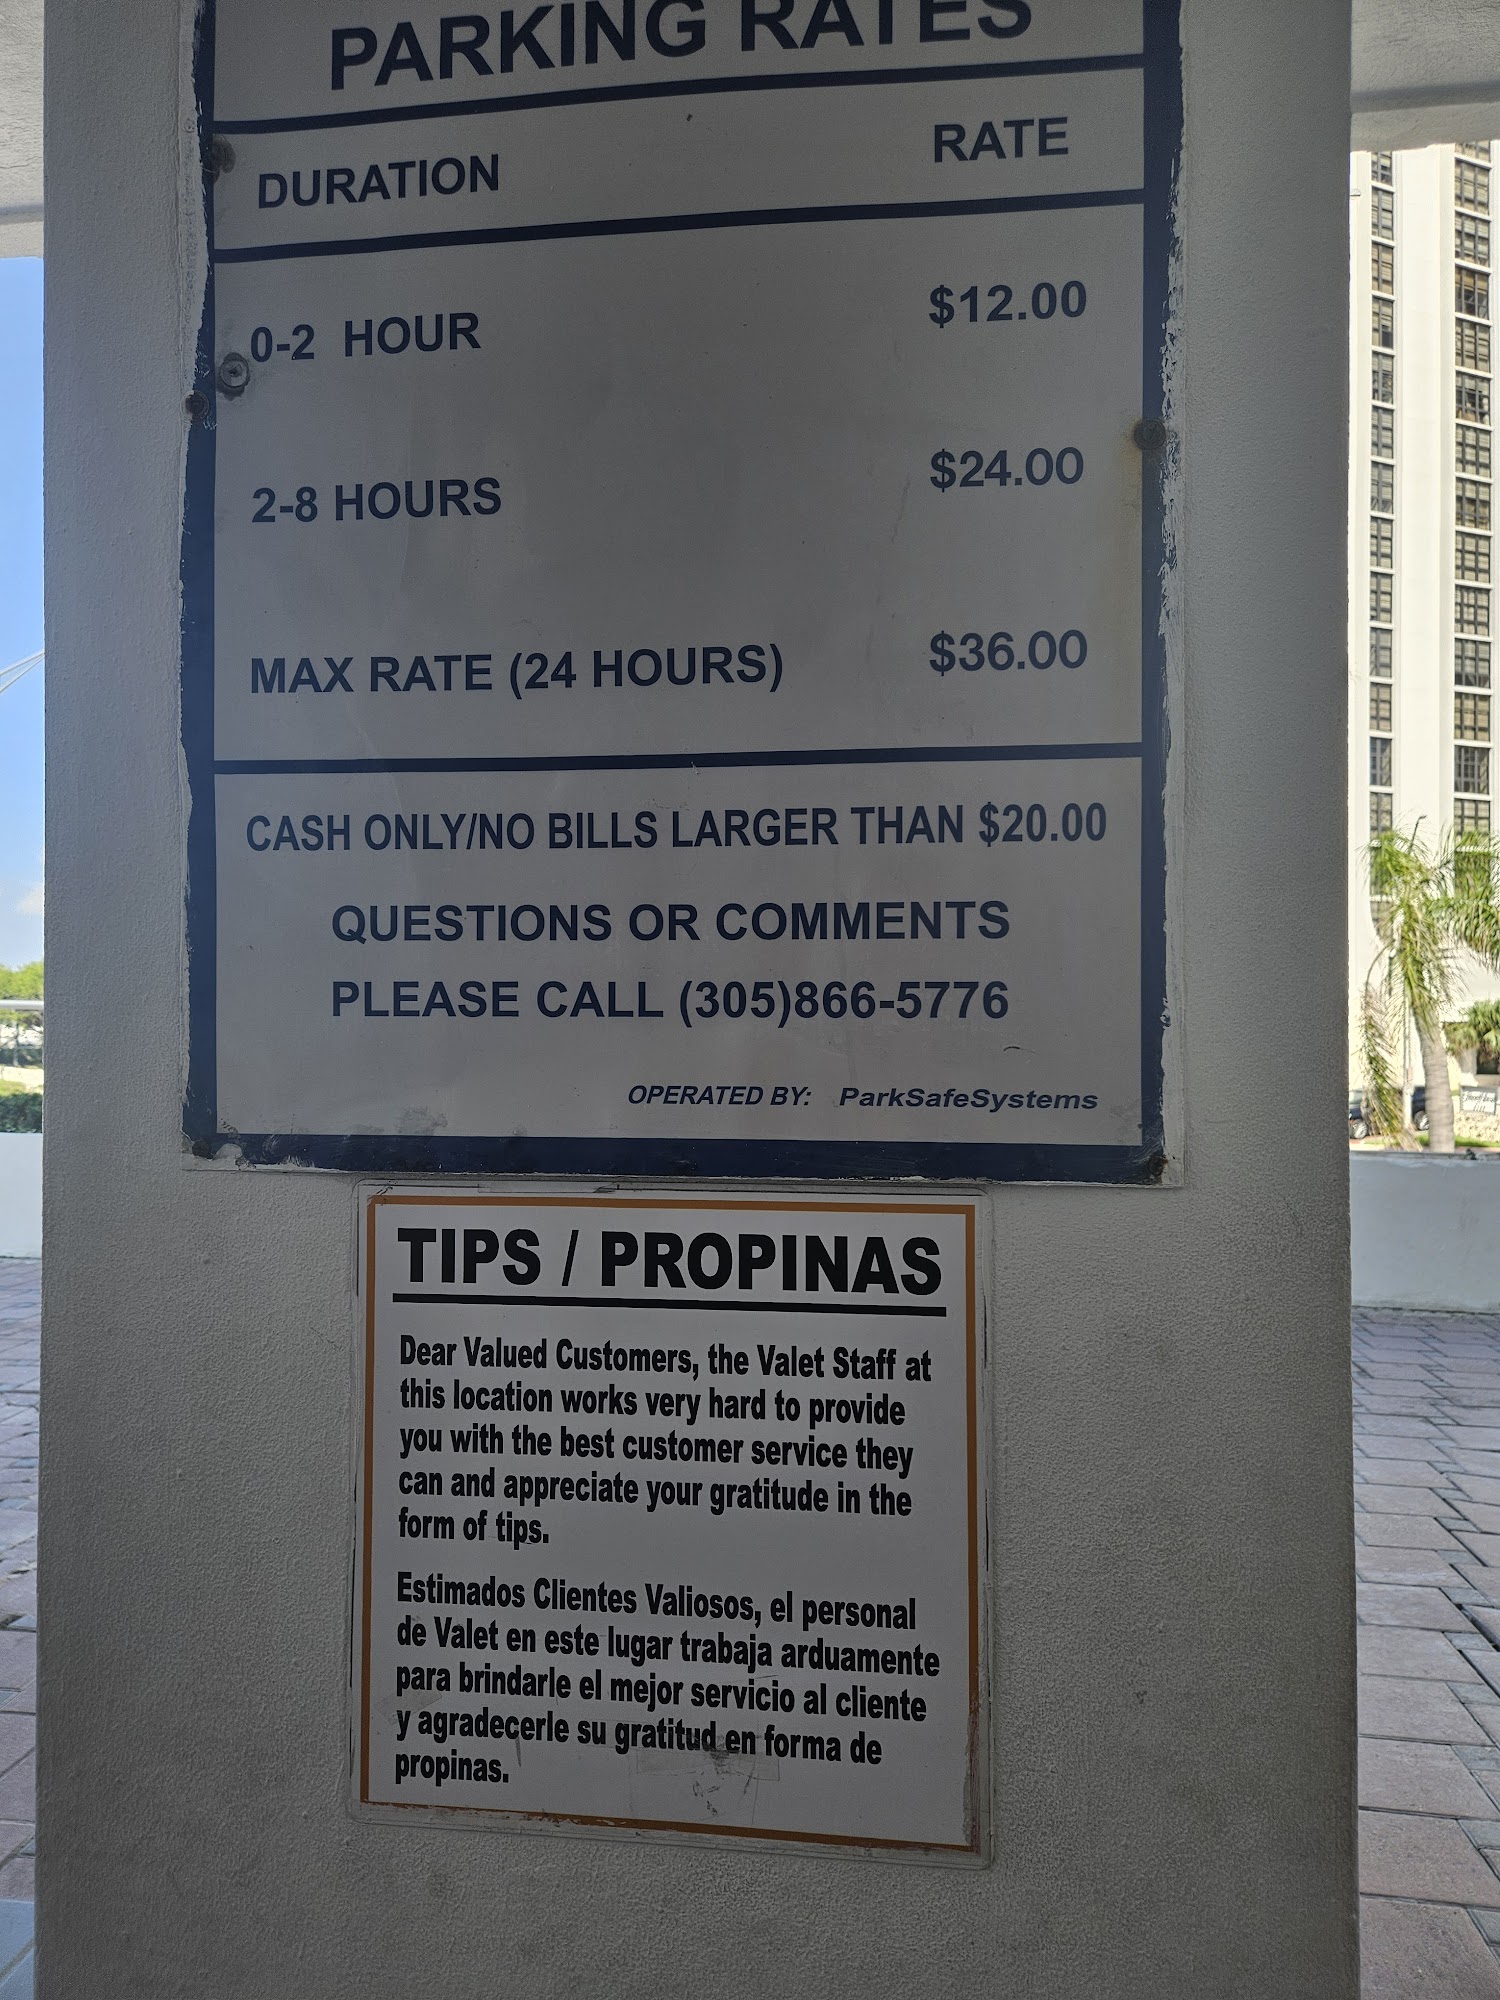 PARKING RATES
DURATION RATE
0-2 HOUR $12.00
2-8 HOURS $24.00
MAX RATE (24 HOURS) $36.00
CASH ONLY/NO BILLS LARGER THAN $20.00
QUESTIONS OR COMMENTS
PLEASE CALL (305)866-5776
OPERATED BY: ParkSafeSystems
TIPS / PROPINAS
Dear Valued Customers, the Valet Staff at
this location works very hard to provide
you with the best customer service they
can and appreciate your gratitude in the
form of tips.
Estimados Clientes Valiosos, el personal
de Valet en este lugar trabaja arduamente
para brindarle el mejor servicio al cliente
y agradecerle su gratitud en forma de
propinas.